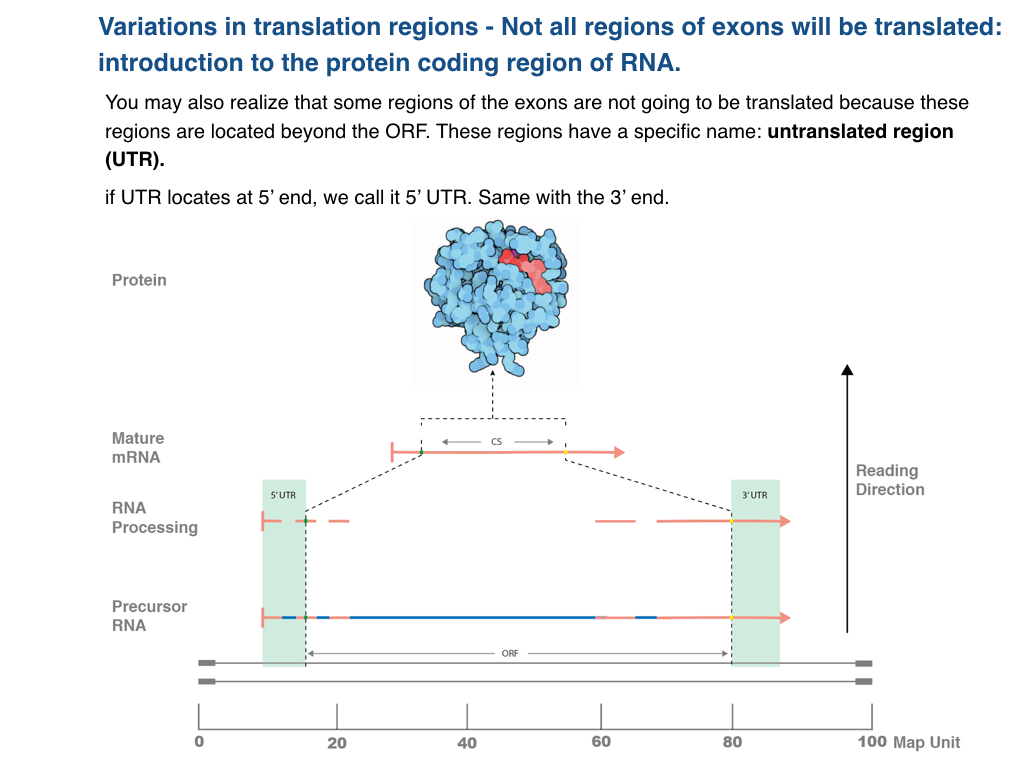 Variations in translation regions - Not all regions of exons will be translated:
introduction to the protein coding region of RNA.
You may also realize that some regions of the exons are not going to be translated because these
regions are located beyond the ORF. These regions have a specific name: untranslated region
(UTR).
if UTR locates at 5’ end, we call it 5’ UTR. Same with the 3’ end.
Protein
Mature
mRNA
CS
Reading
Direction
5' UTR
3' UTR
RNA
Processing
Precursor
RNA
ORF
0 20 40 60 80 100 Map Unit